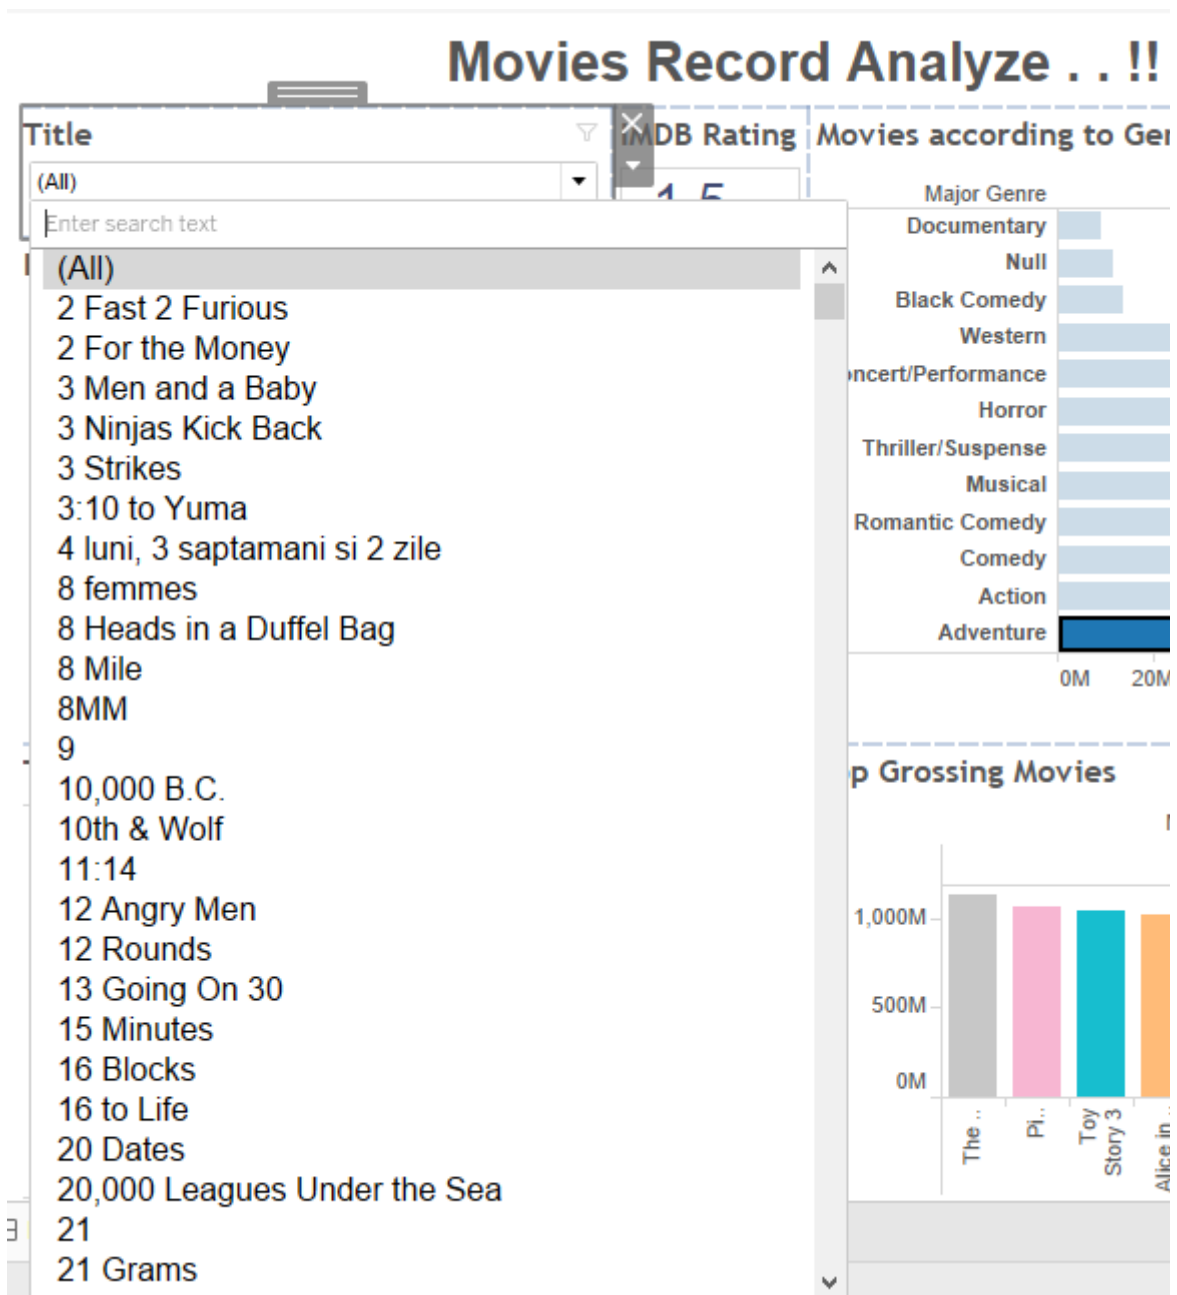 Movies Record Analyze . . !!
Title
(All)
Enter search text
(All)
2 Fast 2 Furious
2 For the Money
3 Men and a Baby
3 Ninjas Kick Back
3 Strikes
3:10 to Yuma
4 luni, 3 saptamani si 2 zile
8 femmes
8 Heads in a Duffel Bag
8 Mile
8MM
9
10,000 B.C.
10th & Wolf
11:14
12 Angry Men
12 Rounds
13 Going On 30
15 Minutes
16 Blocks
16 to Life
20 Dates
20,000 Leagues Under the Sea
21
21 Grams
IMDB Rating
Movies according to Ger
Major Genre
Documentary
Null
Black Comedy
Western
oncert/Performance
Horror
Thriller/Suspense
Musical
Romantic Comedy
Comedy
Action
Adventure
0M 20M
p Grossing Movies
1,000M
500M
0M
The ..
Pi..
Toy
Story 3
Alice in ..